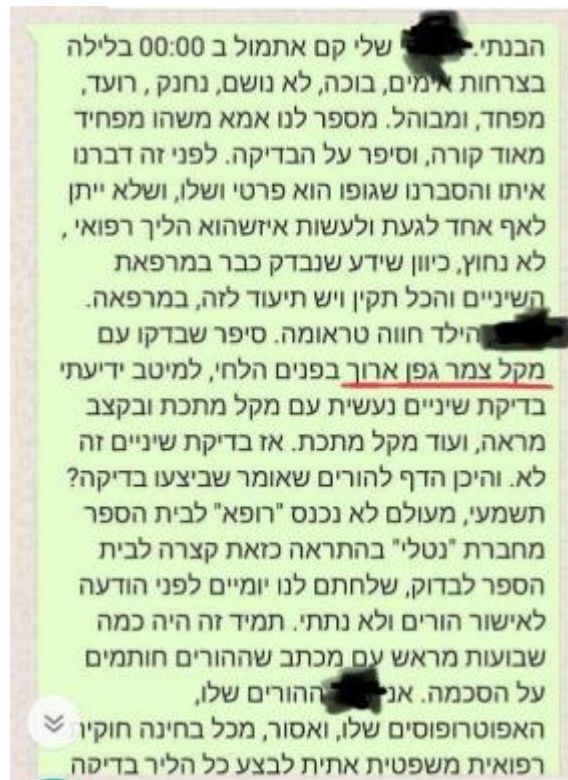 הבנתי. שלי קם אתמול ב 00:00 בלילה
בצרחות אימים, בוכה, לא נושם, נחנק , רועד,
מפחד, ומבוהל. מספר לנו אמא משהו מפחיד
מאוד קורה, וסיפר על הבדיקה. לפני זה דברנו
איתו והסברנו שגופו הוא פרטי ושלו, ושלא ייתן
לאף אחד לגעת ולעשות איזשהוא הליך רפואי ,
לא נחוץ, כיוון שידע שנבדק כבר במרפאת
השיניים והכל תקין ויש תיעוד לזה, במרפאה.
הילד חווה טראומה. סיפר שבדקו עם
מקל צמר גפן ארוך בפנים הלחי, למיטב ידיעתי
בדיקת שיניים נעשית עם מקל מתכת ובקצב
מראה, ועוד מקל מתכת. אז בדיקת שיניים זה
לא. והיכן הדף להורים שאומר שביצעו בדיקה?
תשמעי, מעולם לא נכנס "רופא" לבית הספר
מחברת "נטלי" בהתראה כזאת קצרה לבית
הספר לבדוק, שלחתם לנו יומיים לפני הודעה
לאישור הורים ולא נתתי. תמיד זה היה כמה
שבועות מראש עם מכתב שההורים חותמים
על הסכמה. אני ההורים שלו,
האפוטרופוסים שלו, ואסור, מכל בחינה חוקית
רפואית משפטית אתית לבצע כל הליך בדיקה